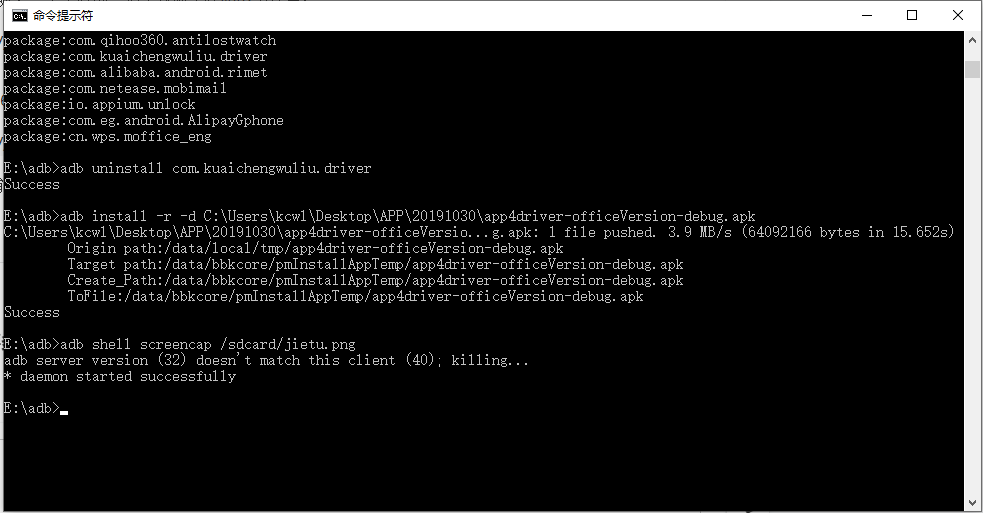 命令提示符
package:com.qihoo360.antilostwatch
package:com.kuaichengwuliu.driver
package:com.alibaba.android.rimet
package:com.netease.mobimail
package:io.appium.unlock
package:com.eg.android.AlipayGphone
package:cn.wps.moffice_eng
E:\adb>adb uninstall com.kuaichengwuliu.driver
Success
E:\adb>adb install -r -d C:\Users\kcwl\Desktop\APP\20191030\app4driver-officeVersion-debug.apk
C:\Users\kcwl\Desktop\APP\20191030\app4driver-officeVersio...g.apk: 1 file pushed. 3.9 MB/s (64092166 bytes in 15.652s)
Origin path:/data/local/tmp/app4driver-officeVersion-debug.apk
Target path:/data/bbkcore/pmInstallAppTemp/app4driver-officeVersion-debug.apk
Create_Path:/data/bbkcore/pmInstallAppTemp/app4driver-officeVersion-debug.apk
ToFile:/data/bbkcore/pmInstallAppTemp/app4driver-officeVersion-debug.apk
Success
E:\adb>adb shell screencap /sdcard/jietu.png
adb server version (32) doesn't match this client (40); killing...
* daemon started successfully
E:\adb>